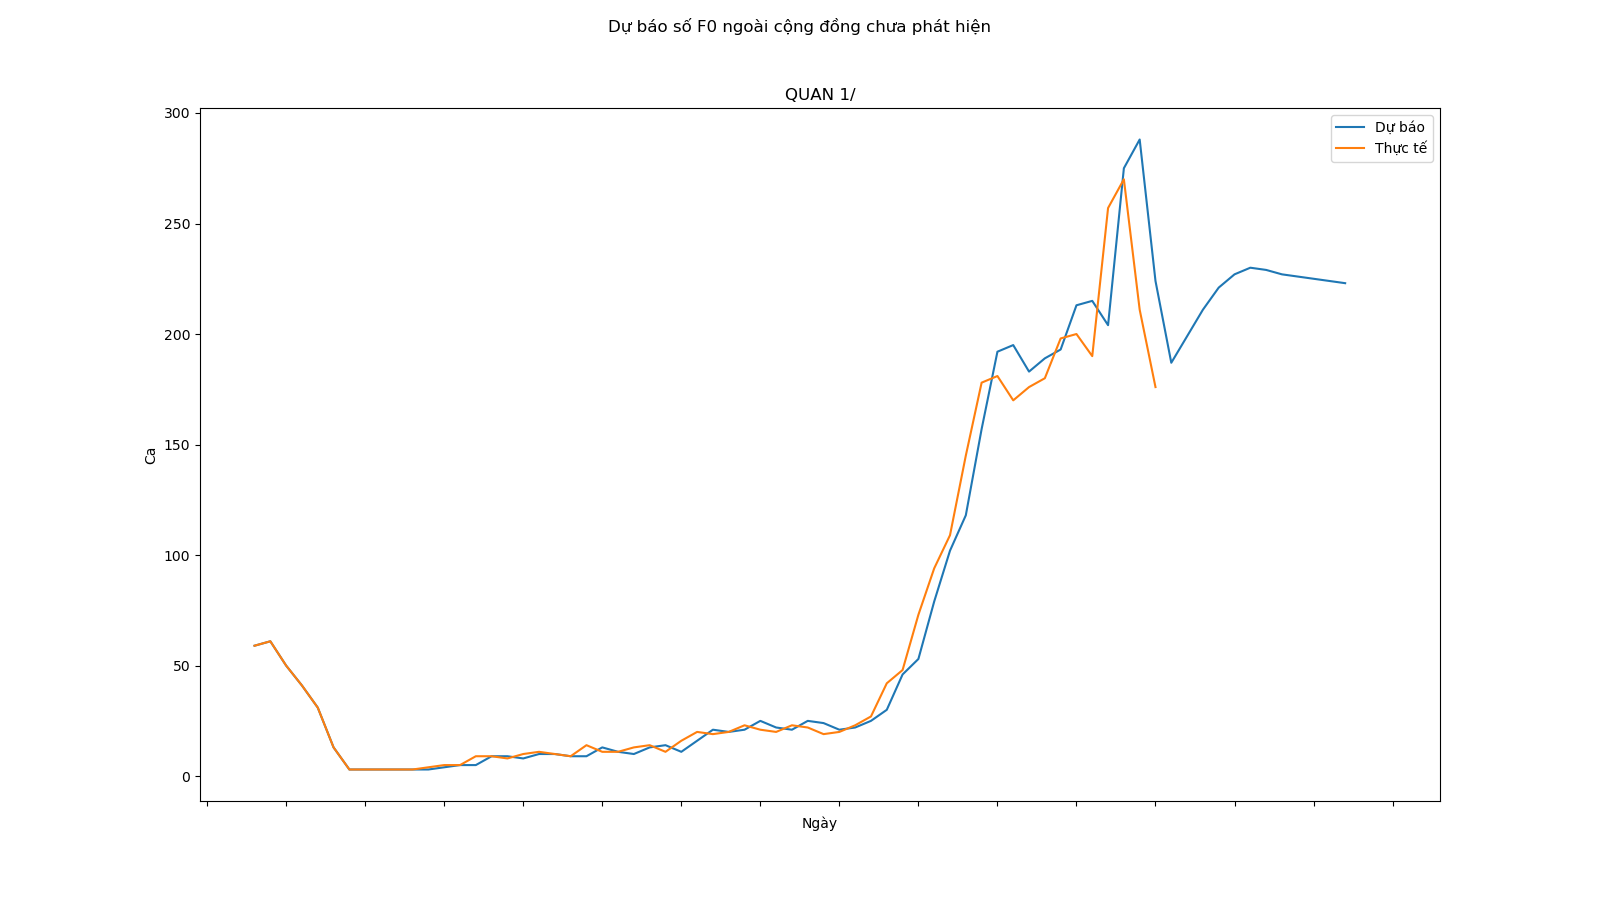 Dự báo số F0 ngoài cộng đồng chưa phát hiện
QUAN 1/
300
250
200
150
100
50
0
Ca
Ngày
Dự báo
Thực tế